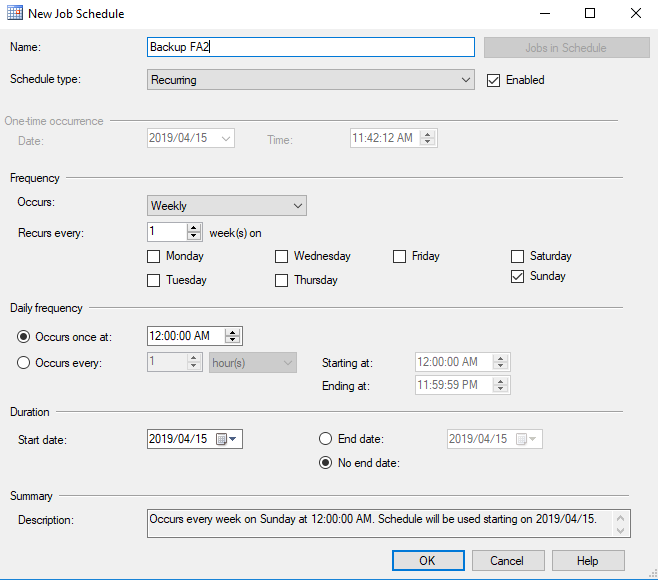 New Job Schedule
Name: Backup FA2 Jobs in Schedule
Schedule type: Recurring Enabled
One-time occurrence
Date: 2019/04/15 Time: 11:42:12 AM
Frequency
Occurs: Weekly
Recurs every: 1 week(s) on
Monday Wednesday Friday Saturday
Tuesday Thursday Sunday
Daily frequency
Occurs once at: 12:00:00 AM
Occurs every: 1 hour(s) Starting at: 12:00:00 AM
Ending at: 11:59:59 PM
Duration
Start date: 2019/04/15 End date: 2019/04/15
No end date:
Summary
Description: Occurs every week on Sunday at 12:00:00 AM. Schedule will be used starting on 2019/04/15.
OK Cancel Help